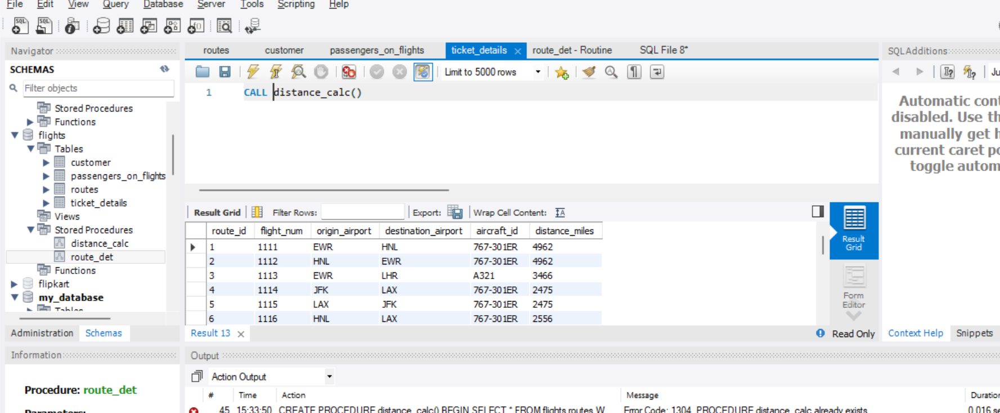 File Edit View Query Database Server Tools Scripting Help
Navigator
SCHEMAS
Filter objects
Stored Procedures
Functions
flights
Tables
customer
passengers_on_flights
routes
ticket_details
Views
Stored Procedures
distance_calc
route_det
Functions
flipkart
my_database
Tables
Administration Schemas
Information
Procedure: route_det
Parameters:
routes customer passengers_on_flights ticket_details route_det - Routine SQL File 8*
Limit to 5000 rows
1 CALL distance_calc()
Result Grid Filter Rows: Export: Wrap Cell Content:
route_id flight_num origin_airport destination_airport aircraft_id distance_miles
1 1111 EWR HNL 767-301ER 4962
2 1112 HNL EWR 767-301ER 4962
3 1113 EWR LHR A321 3466
4 1114 JFK LAX 767-301ER 2475
5 1115 LAX JFK 767-301ER 2475
6 1116 HNL LAX 767-301ER 2556
Result
Grid
Form
Editor
Result 13 Read Only
Output
Action Output
# Time Action Message Duration
45 15:33:50 CREATE PROCEDURE distance_calc() BEGIN SELECT * FROM flights.routes W Error Code: 1304. PROCEDURE distance_calc already exists 0.016 se
SQLAdditions
Ju
Automatic cont
disabled. Use th
manually get h
current caret po
toggle autom
Context Help Snippets